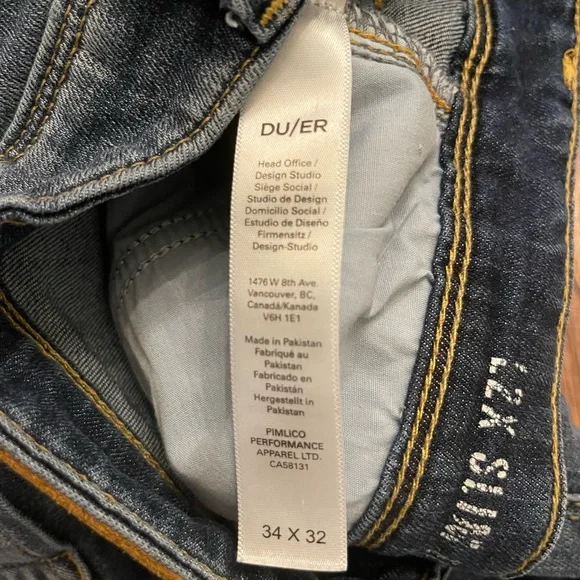 DU/ER
Head Office /
Design Studio
Siège Social /
Studio de Design
Domicilio Social /
Estudio de Diseño
Firmensitz /
Design-Studio
1476 W 8th Ave.
Vancouver, BC,
Canada/Kanada
V6H 1E1
Made in Pakistan
Fabriqué au
Pakistan
Fabricado en
Pakistán
Hergestellt in
Pakistan
PIMLICO
PERFORMANCE
APPAREL LTD.
CA58131
34 X 32
L2X SLIM